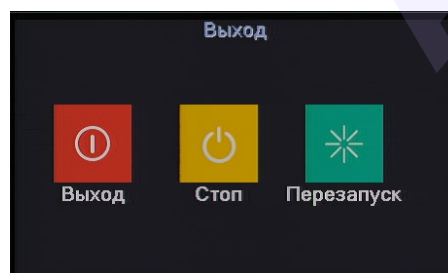 Выход
Выход
Стоп
Перезапуск